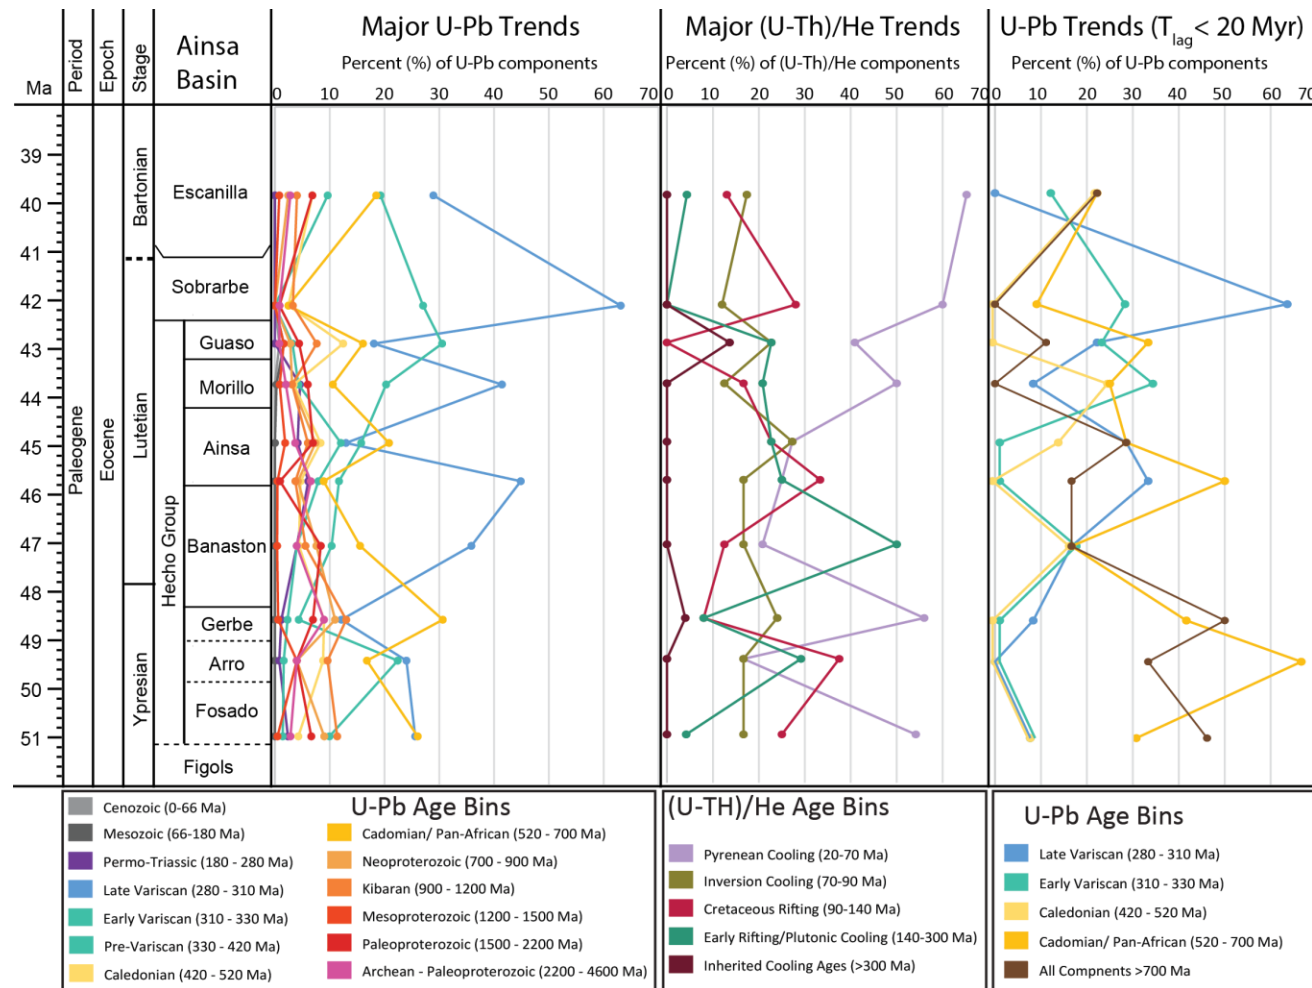 Major U-Pb Trends
Major (U-Th)/He Trends
U-Pb Trends (Tlag< 20 Myr)
Ainsa
Basin
Percent (%) of U-Pb components
Percent (%) of (U-Th)/He components
Percent (%) of U-Pb components
Ma
Period
Epoch
Stage
0 10 20 30 40 50 60 70
0 10 20 30 40 50 60 70
0 10 20 30 40 50 60 70
39
40
41
42
43
44
45
46
47
48
49
50
51
Paleogene
Eocene
Bartonian
Lutetian
Ypresian
Hecho Group
Escanilla
Sobrarbe
Guaso
Morillo
Ainsa
Banaston
Gerbe
Arro
Fosado
Figols
U-Pb Age Bins
Cenozoic (0-66 Ma)
Mesozoic (66-180 Ma)
Permo-Triassic (180 - 280 Ma)
Late Variscan (280 - 310 Ma)
Early Variscan (310 - 330 Ma)
Pre-Variscan (330 - 420 Ma)
Caledonian (420 - 520 Ma)
Cadomian/ Pan-African (520 - 700 Ma)
Neoproterozoic (700 - 900 Ma)
Kibaran (900 - 1200 Ma)
Mesoproterozoic (1200 - 1500 Ma)
Paleoproterozoic (1500 - 2200 Ma)
Archean - Paleoproterozoic (2200 - 4600 Ma)
(U-TH)/He Age Bins
Pyrenean Cooling (20-70 Ma)
Inversion Cooling (70-90 Ma)
Cretaceous Rifting (90-140 Ma)
Early Rifting/Plutonic Cooling (140-300 Ma)
Inherited Cooling Ages (>300 Ma)
U-Pb Age Bins
Late Variscan (280 - 310 Ma)
Early Variscan (310 - 330 Ma)
Caledonian (420 - 520 Ma)
Cadomian/ Pan-African (520 - 700 Ma)
All Compnents >700 Ma